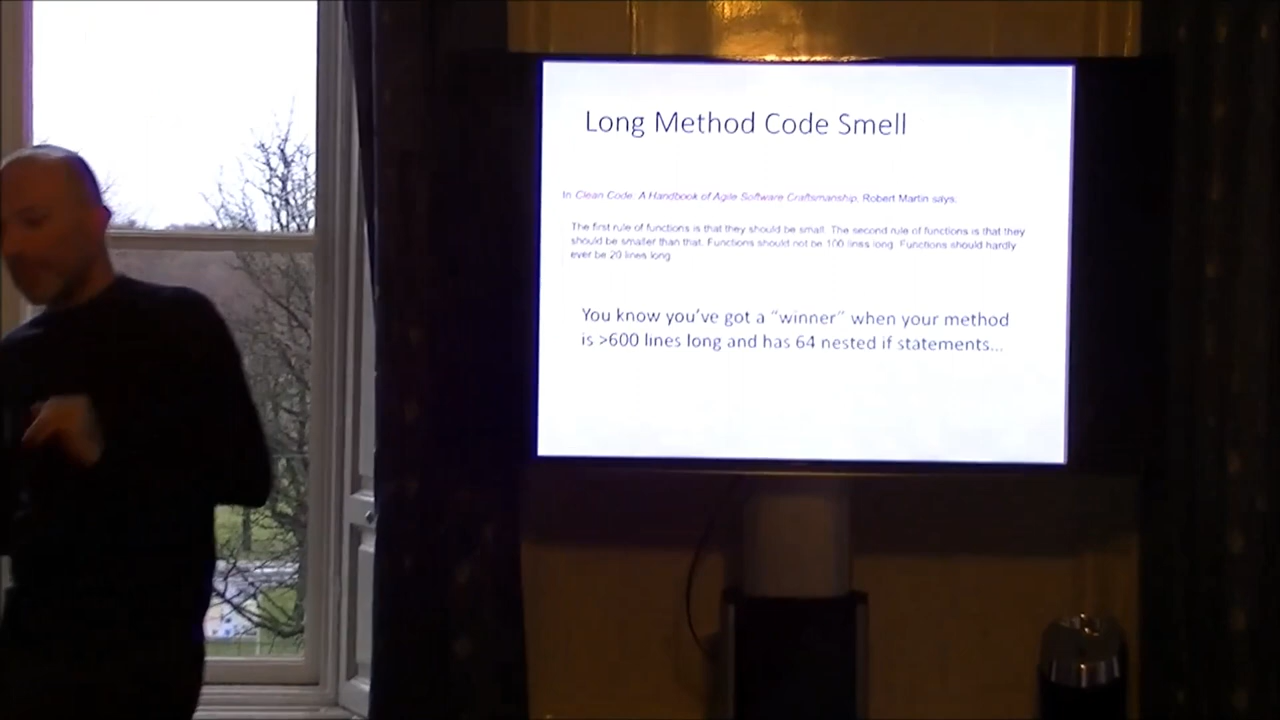 Long Method Code Smell
In Clean Code: A Handbook of Agile Software Craftsmanship, Robert Martin says:
The first rule of functions is that they should be small. The second rule of functions is that they
should be smaller than that. Functions should not be 100 lines long. Functions should hardly
ever be 20 lines long.
You know you've got a “winner” when your method
is >600 lines long and has 64 nested if statements...